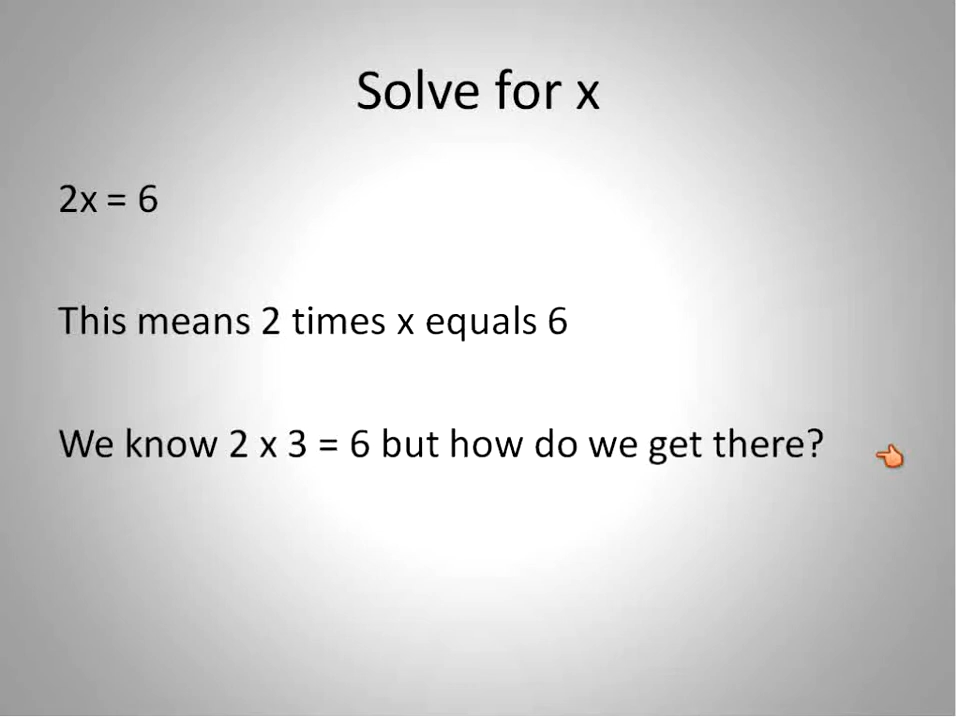 Solve for x
2x = 6
This means 2 times x equals 6
We know 2 x 3 = 6 but how do we get there?